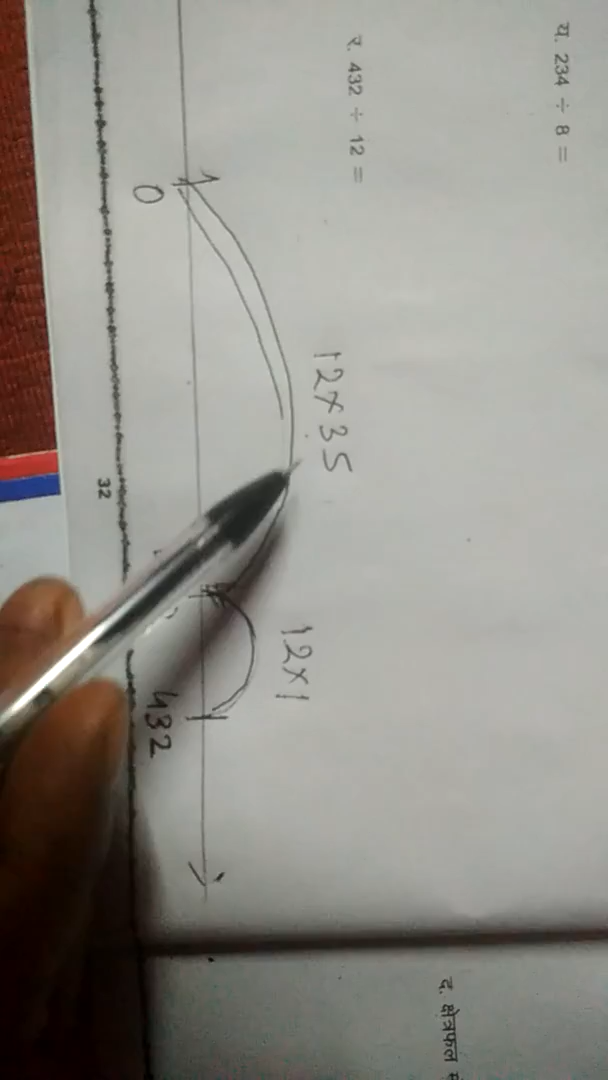 य. 234 ÷ 8 =
र. 432 ÷ 12 =
12×35
12×1
0
432
32
द. क्षेत्रफल